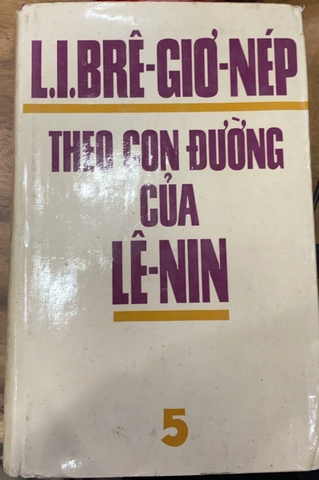 L.I.BRÊ-GIƠ-NÉP
THEO CON ĐƯỜNG
CỦA
LÊ-NIN
5